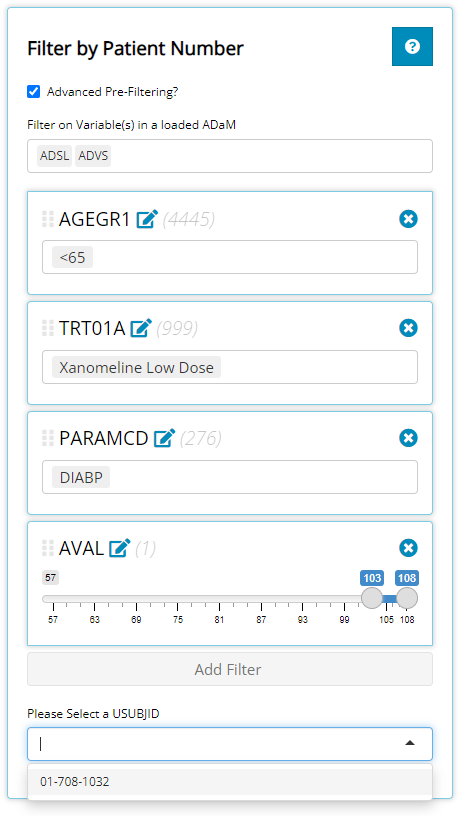 Filter by Patient Number
?
Advanced Pre-Filtering?
Filter on Variable(s) in a loaded ADaM
ADSL ADVS
AGEGR1 (4445)
<65
TRT01A (999)
Xanomeline Low Dose
PARAMCD (276)
DIABP
AVAL (1)
57 103 108
57 63 69 75 81 87 93 99 105 108
Add Filter
Please Select a USUBJID
01-708-1032